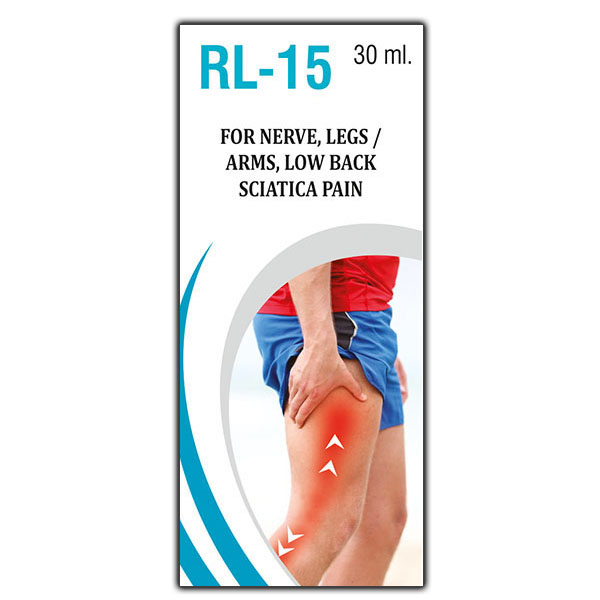 RL-15 30 ml.
FOR NERVE, LEGS /
ARMS, LOW BACK
SCIATICA PAIN